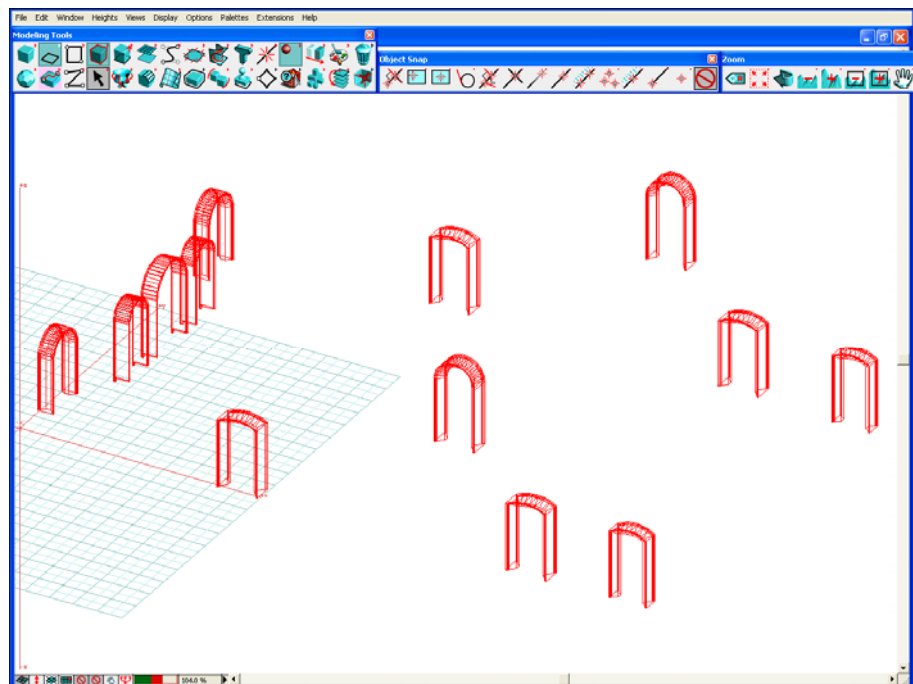 File Edit Window Heights Views Display Options Palettes Extensions Help
Modeling Tools
Object Snap
Zoom
104.0 %